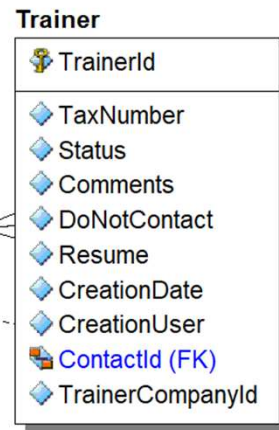 Trainer
TrainerId
TaxNumber
Status
Comments
DoNotContact
Resume
CreationDate
CreationUser
ContactId (FK)
TrainerCompanyId